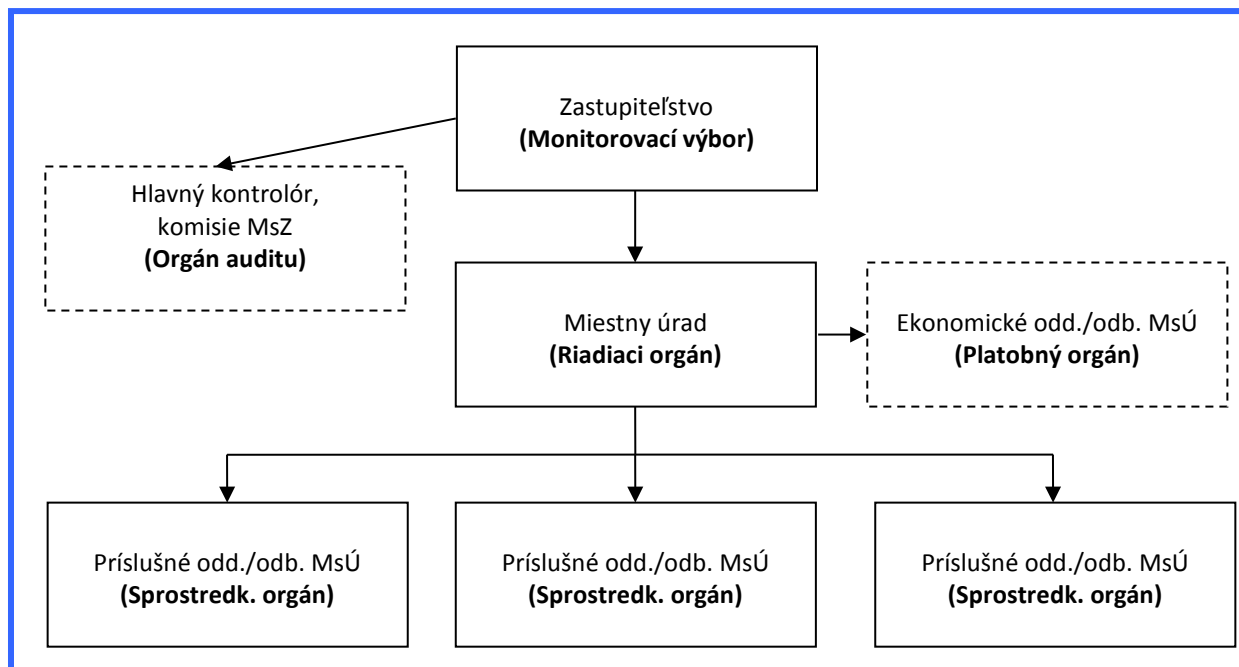 Zastupiteľstvo
(Monitorovací výbor)
Hlavný kontrolór,
komisie MsZ
(Orgán auditu)
Miestny úrad
(Riadiaci orgán)
Ekonomické odd./odb. MsÚ
(Platobný orgán)
Príslušné odd./odb. MsÚ
(Sprostredk. orgán)
Príslušné odd./odb. MsÚ
(Sprostredk. orgán)
Príslušné odd./odb. MsÚ
(Sprostredk. orgán)